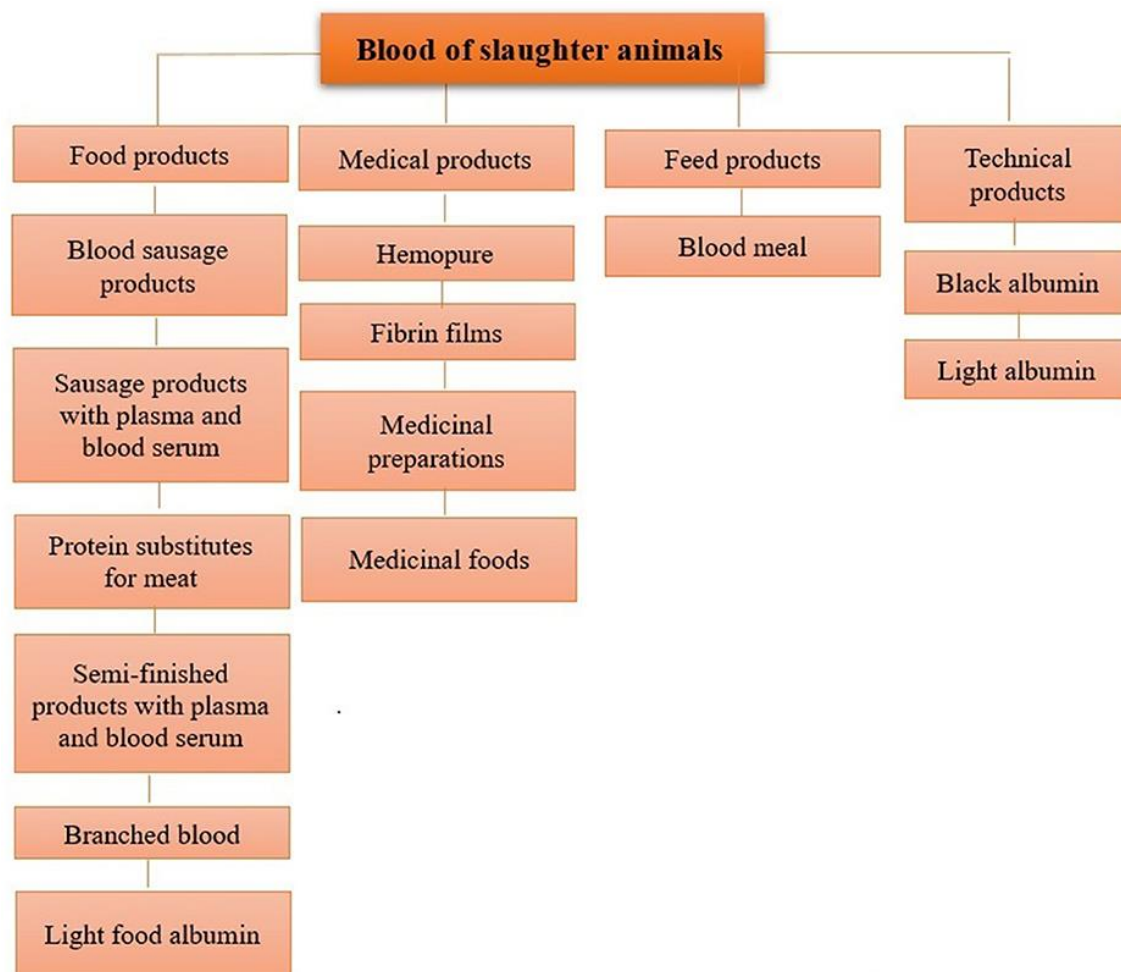 Blood of slaughter animals
Food products
Blood sausage
products
Sausage products
with plasma and
blood serum
Protein substitutes
for meat
Semi-finished
products with plasma
and blood serum
Branched blood
Light food albumin
Medical products
Hemopure
Fibrin films
Medicinal
preparations
Medicinal foods
Feed products
Blood meal
Technical
products
Black albumin
Light albumin
.